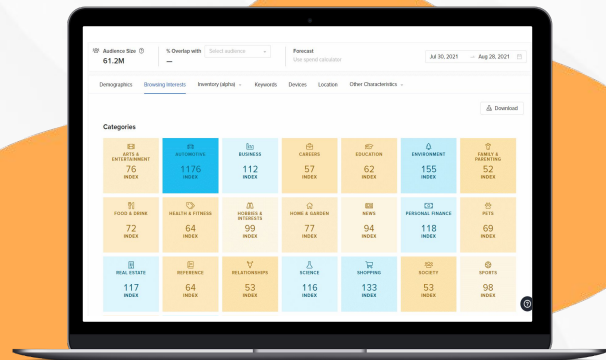 Audience Size
61.2M
% Overlap with
Select audience
—
Forecast
Use spend calculator
Jul 30, 2021 → Aug 28, 2021
Demographics Browsing Interests Inventory (alpha) Keywords Devices Location Other Characteristics
Download
Categories
ARTS & ENTERTAINMENT
76
INDEX
AUTOMOTIVE
1176
INDEX
BUSINESS
112
INDEX
CAREERS
57
INDEX
EDUCATION
62
INDEX
ENVIRONMENT
155
INDEX
FAMILY & PARENTING
52
INDEX
FOOD & DRINK
72
INDEX
HEALTH & FITNESS
64
INDEX
HOBBIES & INTERESTS
99
INDEX
HOME & GARDEN
77
INDEX
NEWS
94
INDEX
PERSONAL FINANCE
118
INDEX
PETS
69
INDEX
REAL ESTATE
117
INDEX
REFERENCE
64
INDEX
RELATIONSHIPS
53
INDEX
SCIENCE
116
INDEX
SHOPPING
133
INDEX
SOCIETY
53
INDEX
SPORTS
98
INDEX